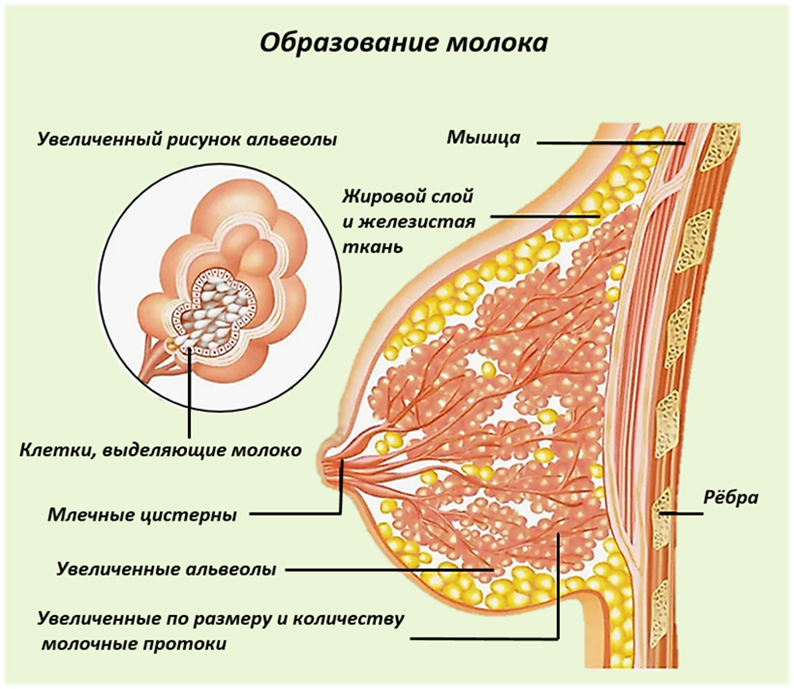 Образование молока
Увеличенный рисунок альвеолы
Мышца
Жировой слой
и железистая
ткань
Клетки, выделяющие молоко
Млечные цистерны
Рёбра
Увеличенные альвеолы
Увеличенные по размеру и количеству
молочные протоки